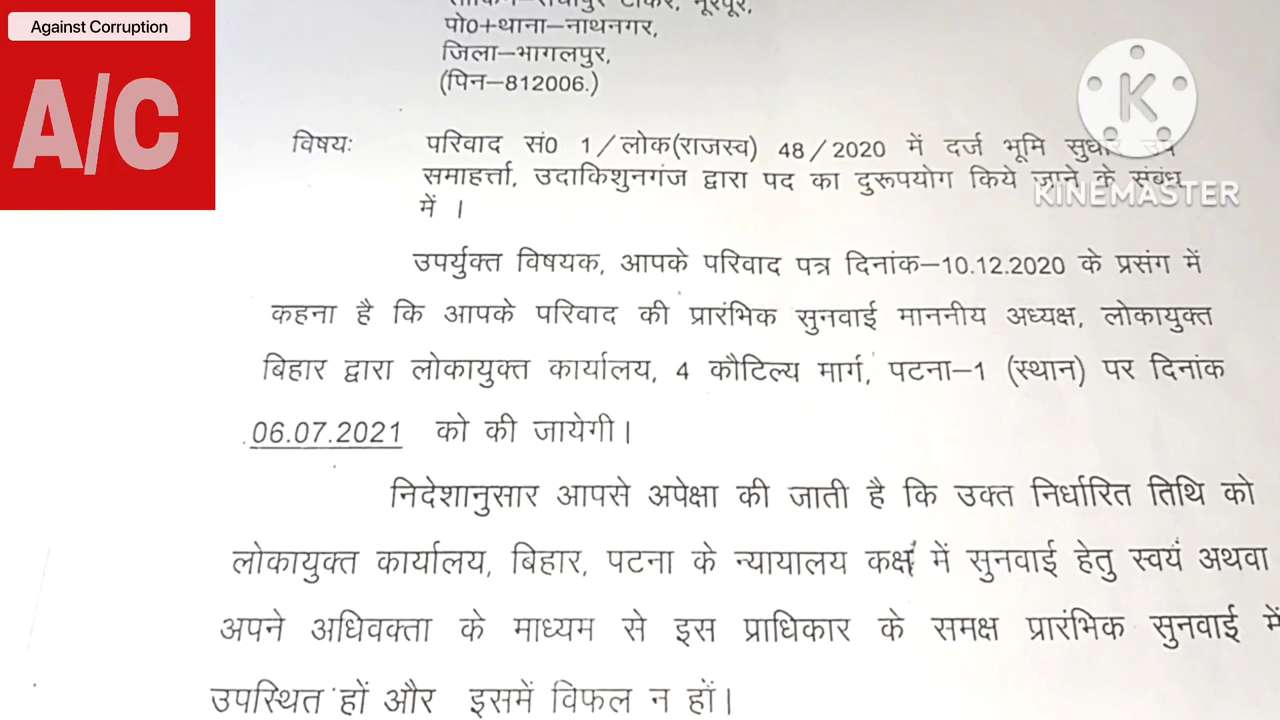 Against Corruption
A/C
नूरपूर,
पो0+थाना–नाथनगर,
जिला–भागलपुर,
(पिन–812006.)
विषयः परिवाद सं0 1/लोक(राजस्व) 48/2020 में दर्ज भूमि सुधार उप
समाहर्त्ता, उदाकिशुनगंज द्वारा पद का दुरूपयोग किये जाने के संबंध
में ।
K
KINEMASTER
उपर्युक्त विषयक, आपके परिवाद पत्र दिनांक–10.12.2020 के प्रसंग में
कहना है कि आपके परिवाद की प्रारंभिक सुनवाई माननीय अध्यक्ष, लोकायुक्त
बिहार द्वारा लोकायुक्त कार्यालय, 4 कौटिल्य मार्ग, पटना–1 (स्थान) पर दिनांक
06.07.2021 को की जायेगी।
निदेशानुसार आपसे अपेक्षा की जाती है कि उक्त निर्धारित तिथि को
लोकायुक्त कार्यालय, बिहार, पटना के न्यायालय कक्ष में सुनवाई हेतु स्वयं अथवा
अपने अधिवक्ता के माध्यम से इस प्राधिकार के समक्ष प्रारंभिक सुनवाई में
उपस्थित हों और इसमें विफल न हों।